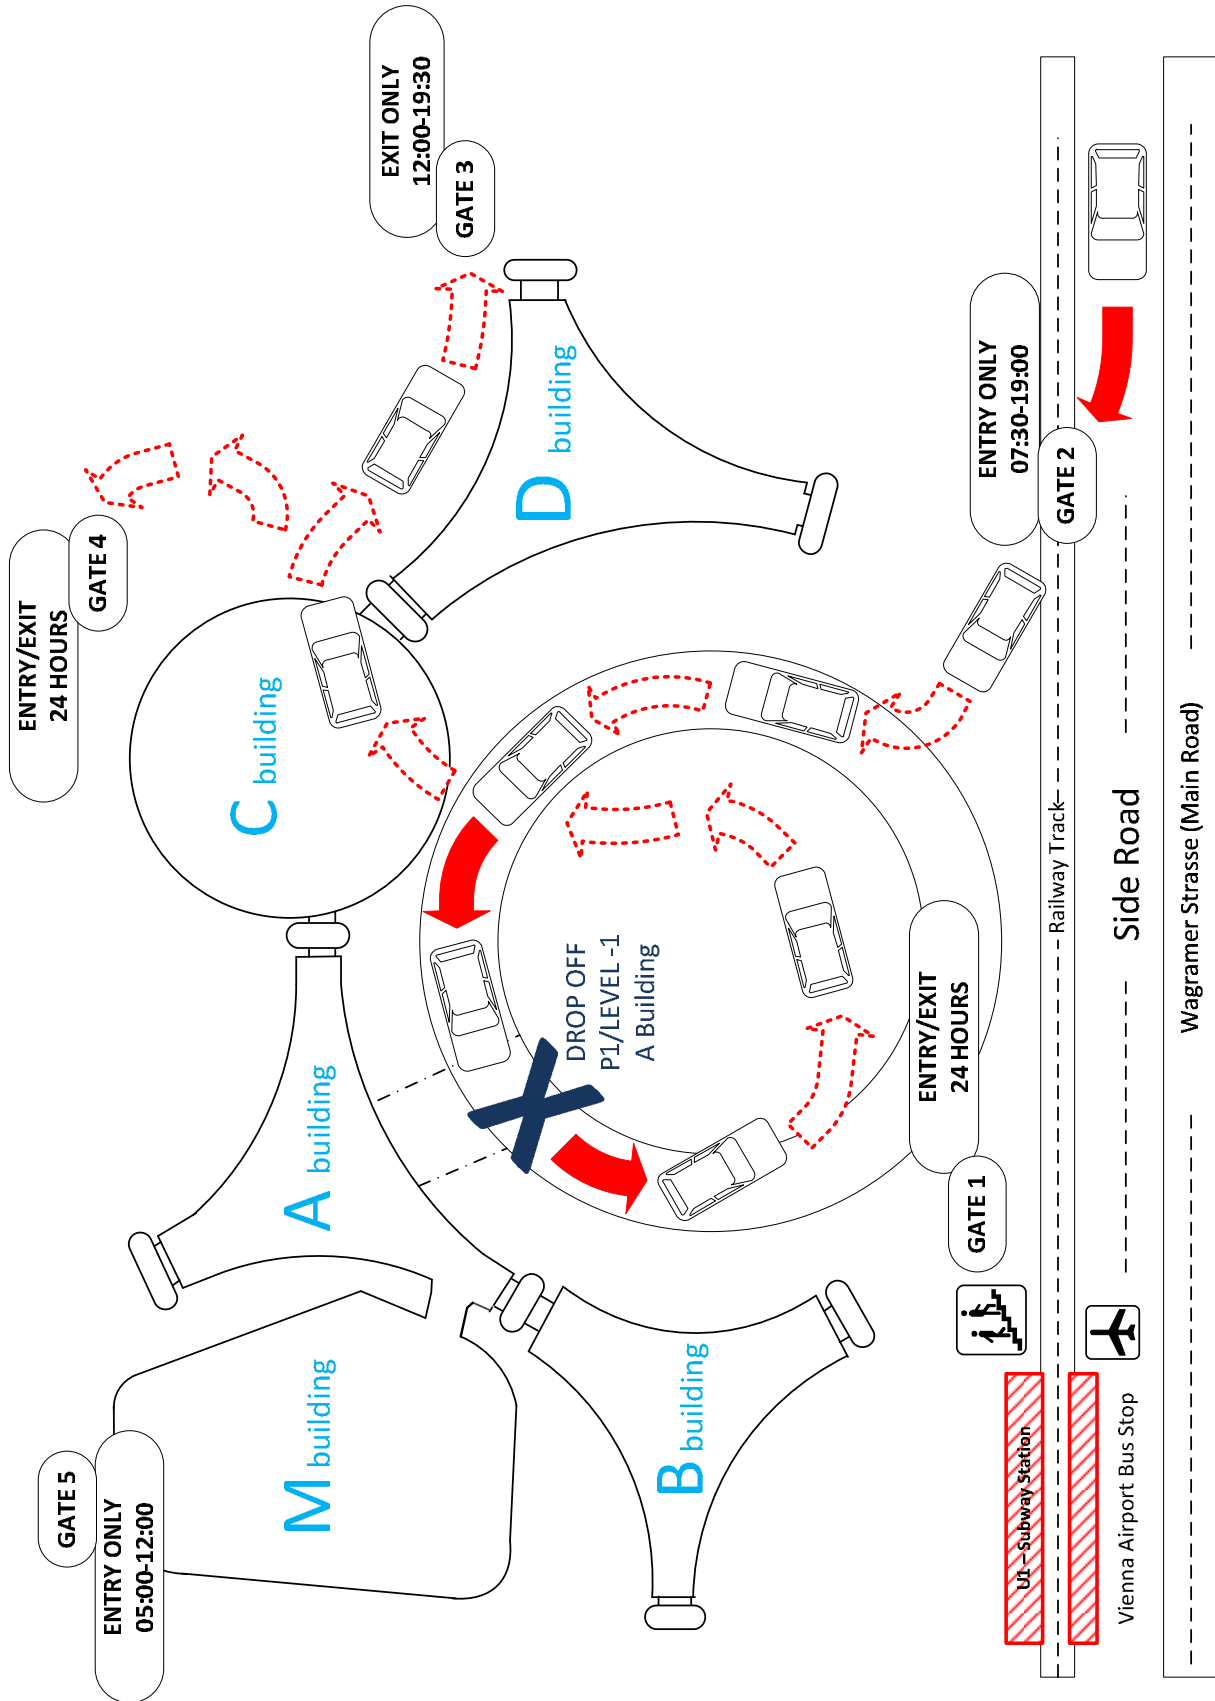 GATE 5
ENTRY ONLY
05:00-12:00
ENTRY/EXIT
24 HOURS
GATE 4
EXIT ONLY
12:00-19:30
GATE 3
M building
A building
C building
D building
B building
DROP OFF
P1/LEVEL -1
A Building
ENTRY/EXIT
24 HOURS
GATE 1
ENTRY ONLY
07:30-19:00
GATE 2
U1 – Subway Station
Railway Track
Vienna Airport Bus Stop
Side Road
Wagramer Strasse (Main Road)